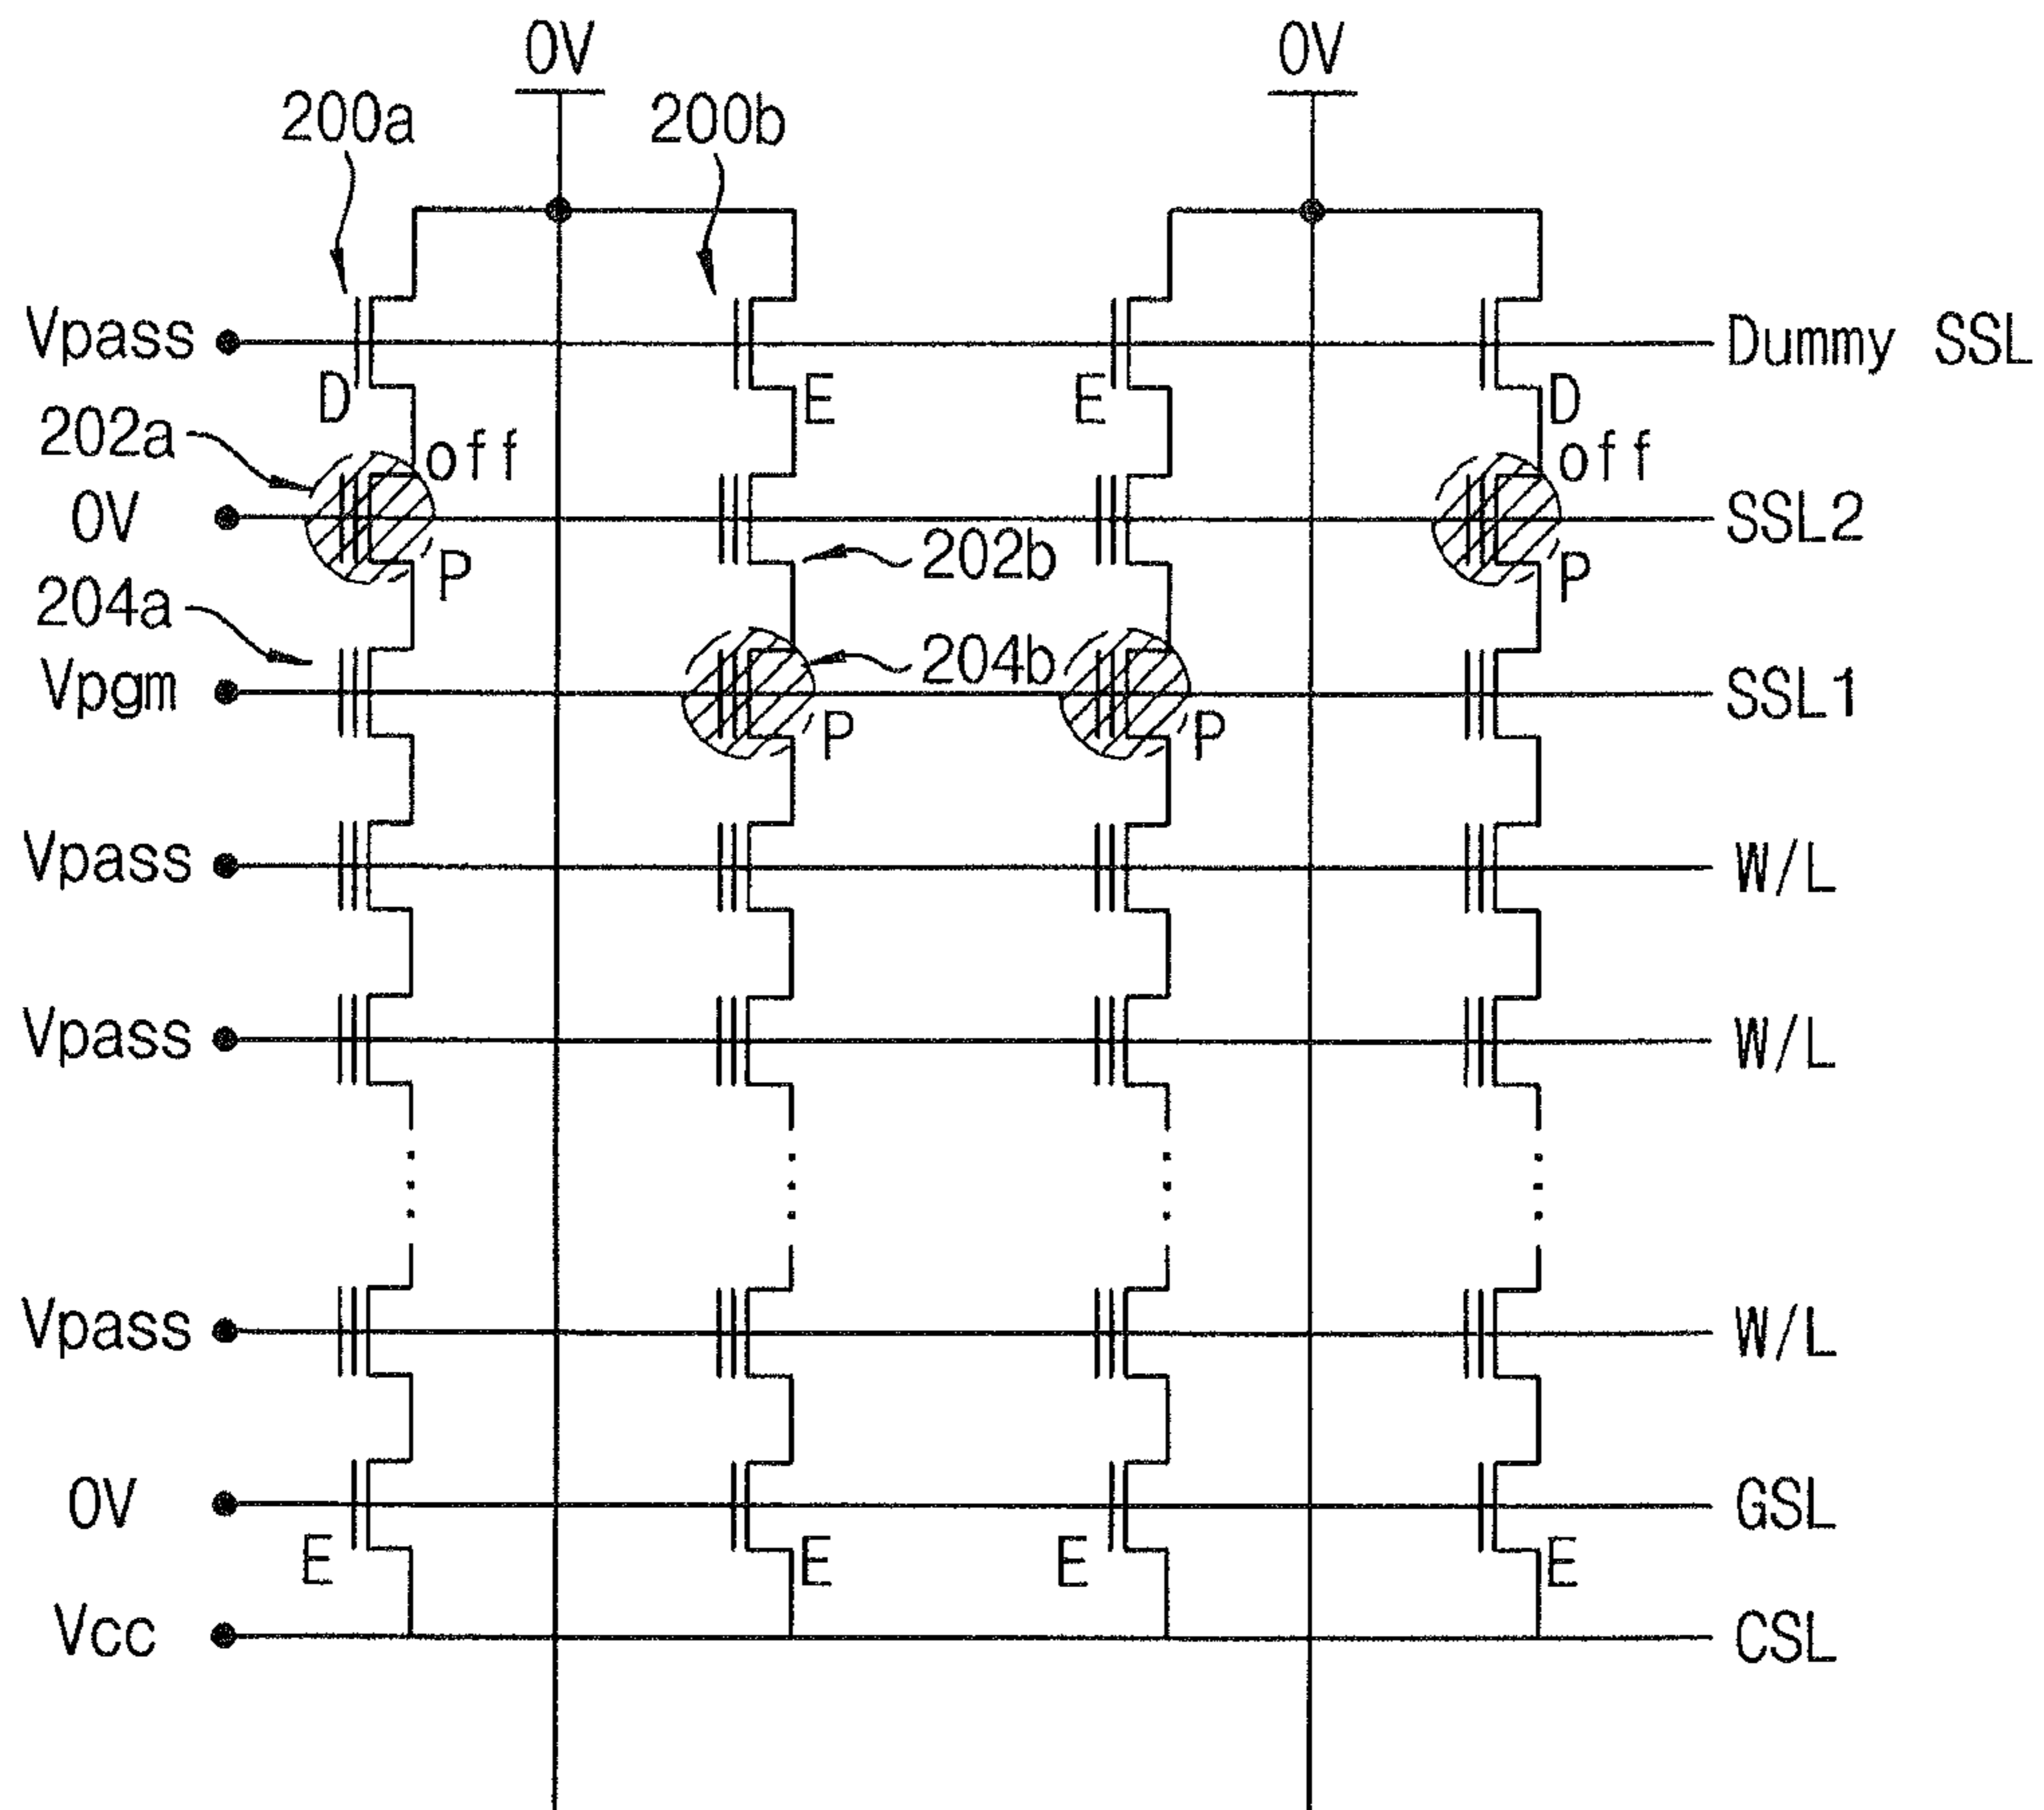 0V 0V
200a 200b
Vpass Dummy SSL
D E E D
202a off off
0V SSL2
P 202b P
204a
204b
Vpgm SSL1
P P
Vpass W/L
Vpass W/L
Vpass W/L
0V GSL
E E E E
Vcc CSL